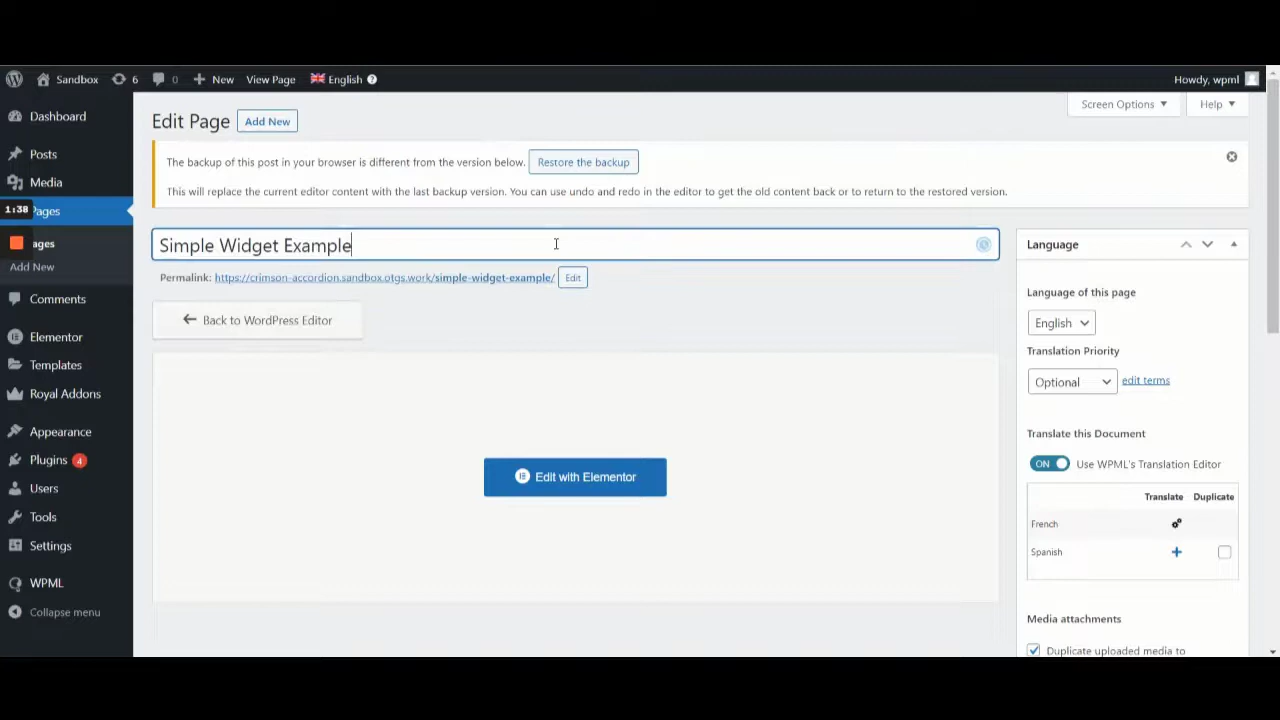 Sandbox 6 0 New View Page English Howdy, wpml
Screen Options Help
Dashboard
Posts
Media
1:38 Pages
ages
Add New
Comments
Elementor
Templates
Royal Addons
Appearance
Plugins 4
Users
Tools
Settings
WPML
Collapse menu
Edit Page Add New
The backup of this post in your browser is different from the version below. Restore the backup
This will replace the current editor content with the last backup version. You can use undo and redo in the editor to get the old content back or to return to the restored version.
Simple Widget Example
Permalink: https://crimson-accordion.sandbox.otgs.work/simple-widget-example/ Edit
Back to WordPress Editor
Edit with Elementor
Language
Language of this page
English
Translation Priority
Optional edit terms
Translate this Document
ON Use WPML's Translation Editor
Translate Duplicate
French
Spanish
Media attachments
Duplicate uploaded media to